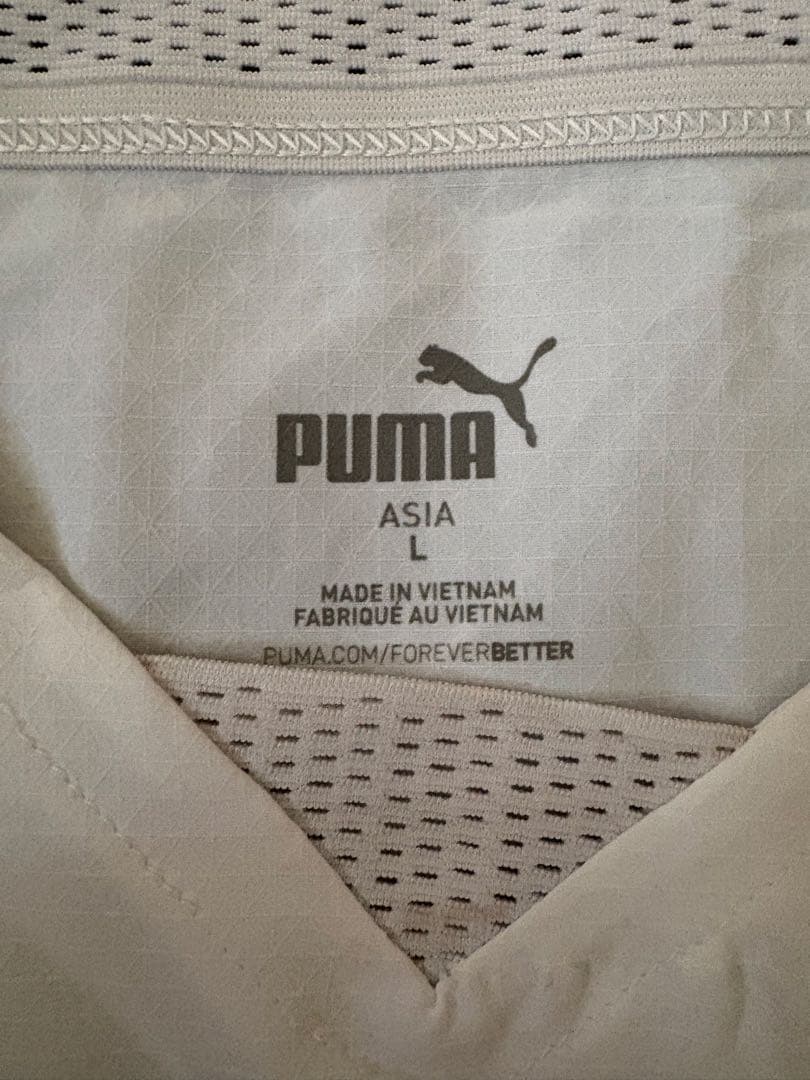 PUMA
ASIA
L
MADE IN VIETNAM
FABRIQUÉ AU VIETNAM
PUMA.COM/FOREVERBETTER